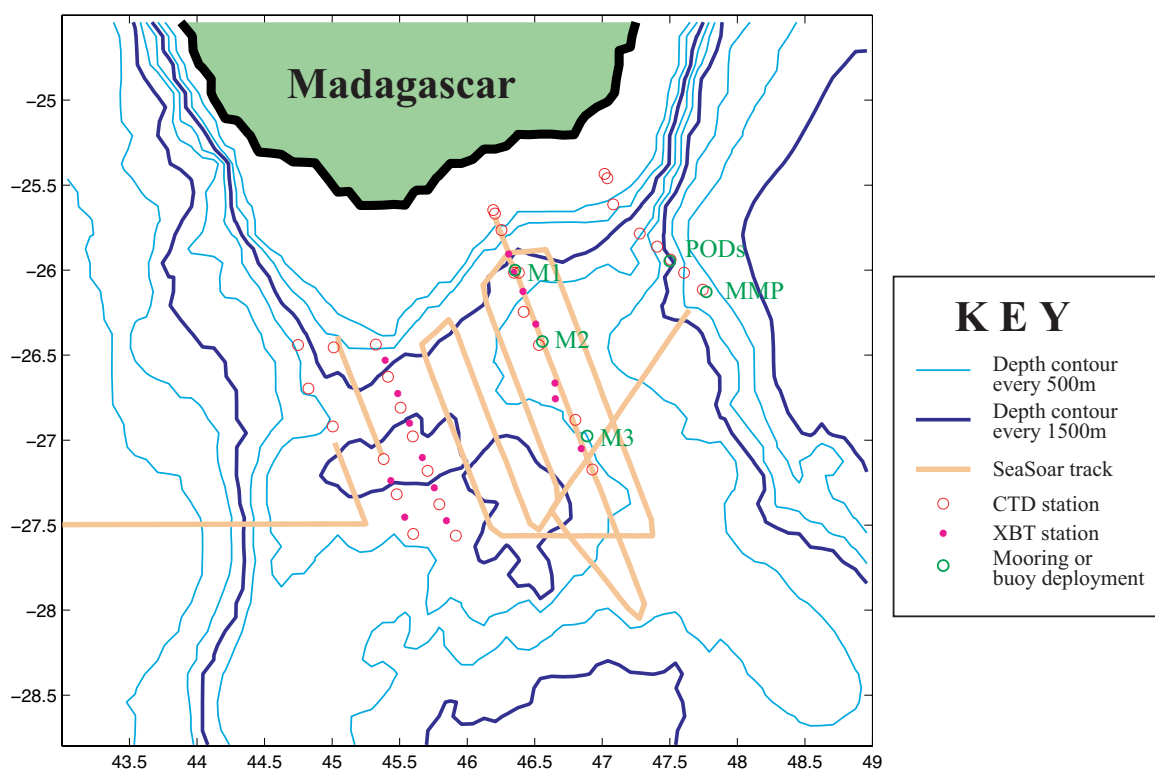 Madagascar
−25
−25.5
−26
−26.5
−27
−27.5
−28
−28.5
PODs
MMP
M1
M2
M3
43.5 44 44.5 45 45.5 46 46.5 47 47.5 48 48.5 49
KEY
Depth contour
every 500m
Depth contour
every 1500m
SeaSoar track
CTD station
XBT station
Mooring or
buoy deployment